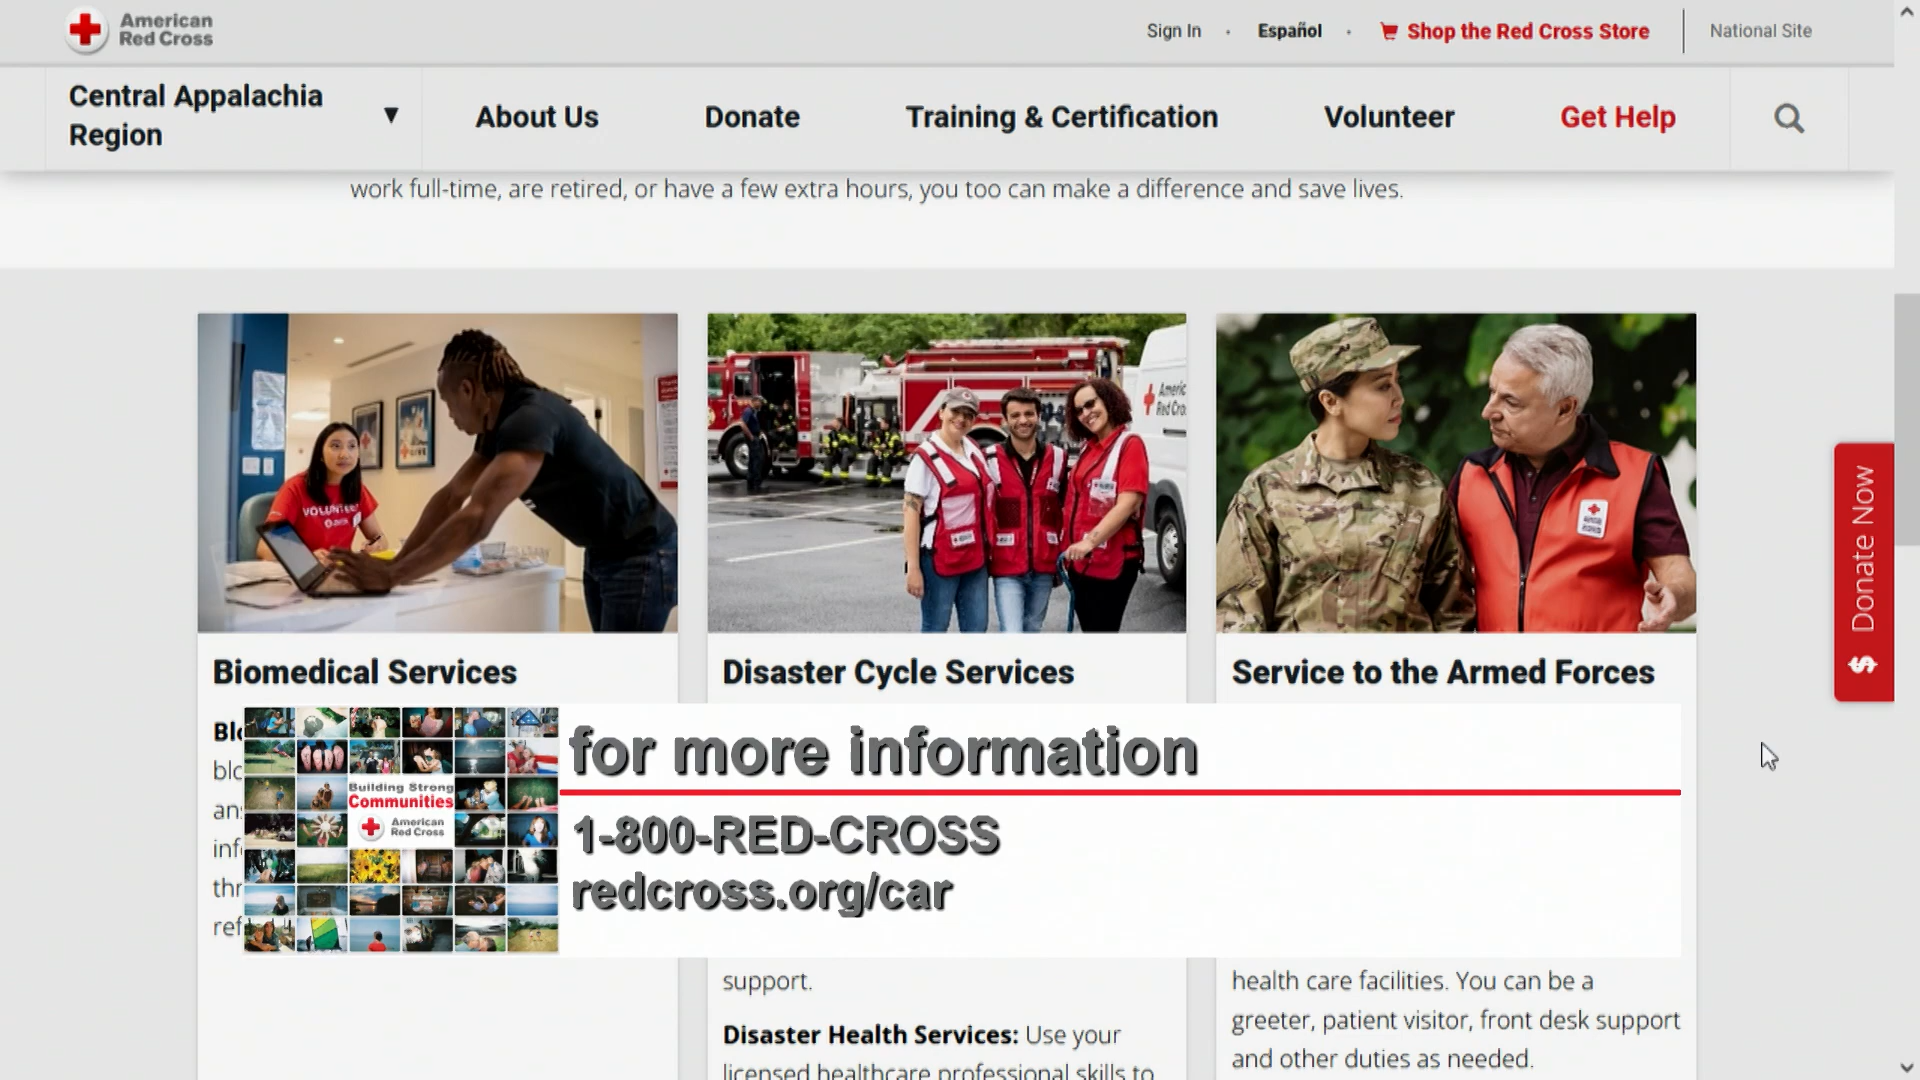 American
Red Cross
Sign In
Español
Shop the Red Cross Store
National Site
Central Appalachia
Region
About Us
Donate
Training & Certification
Volunteer
Get Help
work full-time, are retired, or have a few extra hours, you too can make a difference and save lives.
VOLUNTEER
Red Cross
Donate Now
$
Biomedical Services
Disaster Cycle Services
Service to the Armed Forces
for more information
Building Strong
Communities
American
Red Cross
1-800-RED-CROSS
redcross.org/car
support.
Disaster Health Services: Use your
licensed healthcare professional skills to
health care facilities. You can be a
greeter, patient visitor, front desk support
and other duties as needed.